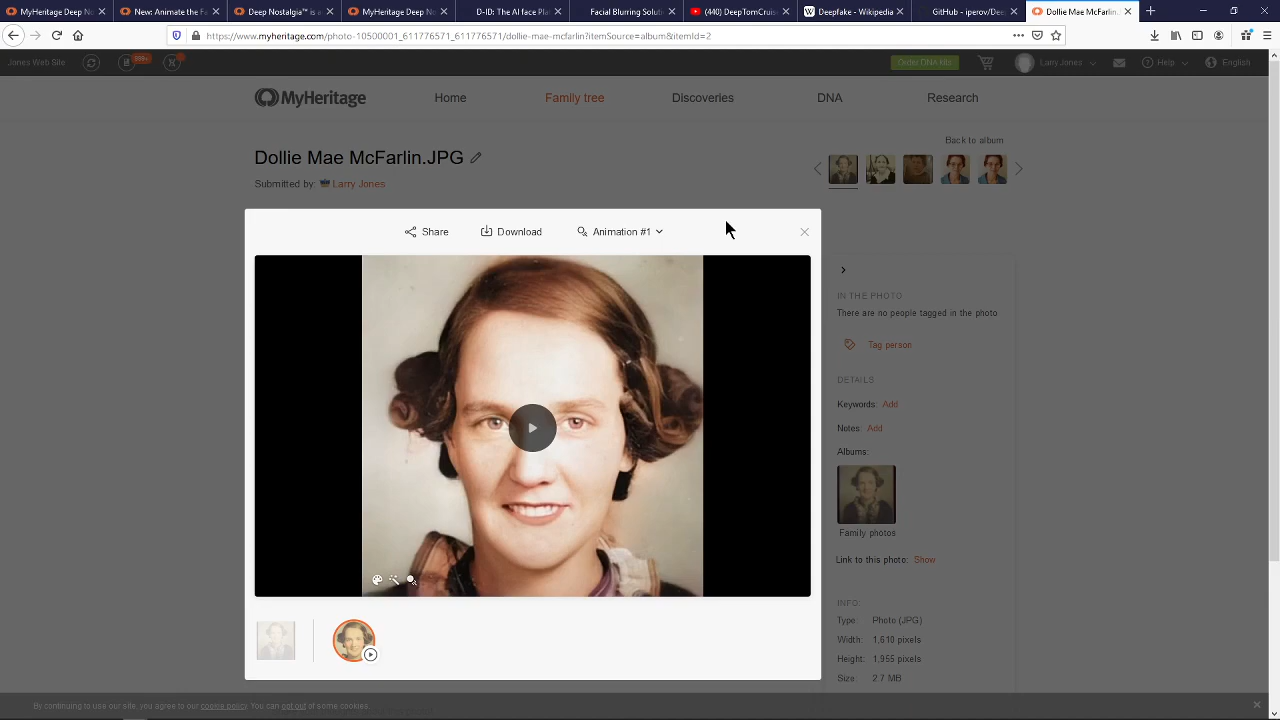 MyHeritage Deep No
New: Animate the Fa
Deep Nostalgia™ is a
MyHeritage Deep No
D-ID: The AI face Pla
Facial Blurring Soluti
(440) DeepTomCruise
Deepfake - Wikipedia
GitHub - iperov/Deep
Dollie Mae McFarlin.
https://www.myheritage.com/photo-10500001_611776571_611776571/dollie-mae-mcfarlin?itemSource=album&itemId=2
Jones Web Site
Order DNA kits
Larry Jones
Help
English
MyHeritage
Home
Family tree
Discoveries
DNA
Research
Back to album
Dollie Mae McFarlin.JPG
Submitted by: Larry Jones
Share
Download
Animation #1
IN THE PHOTO
There are no people tagged in the photo
Tag person
DETAILS
Keywords: Add
Notes: Add
Albums:
Family photos
Link to this photo: Show
INFO:
Type: Photo (JPG)
Width: 1,610 pixels
Height: 1,955 pixels
Size: 2.7 MB
By continuing to use our site, you agree to our cookie policy. You can opt out of some cookies.